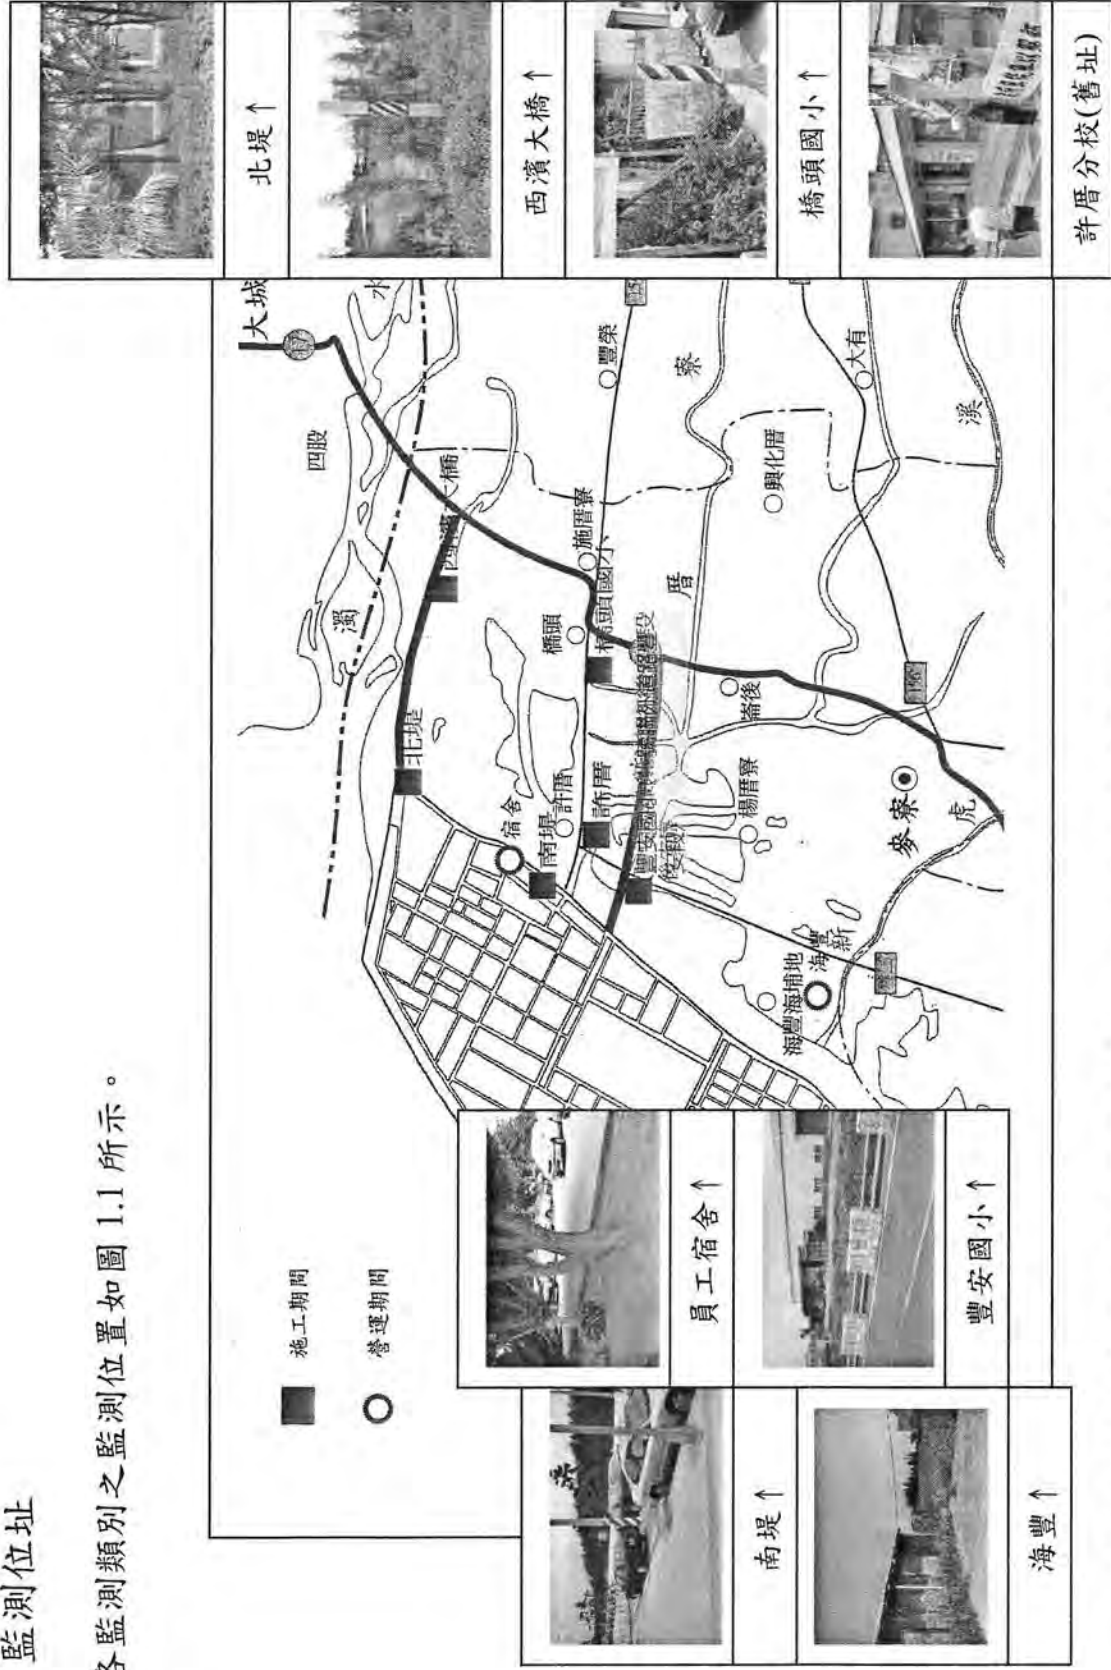 監測位址
各監測類別之監測位置如圖 1.1 所示。
施工期間
營運期間
大城
水
四股
濁
西濱大橋
北堤
豐榮
寮
大有
溪
興化厝
施厝寮
橋頭國小
橋頭
厝
崙後
許厝
許厝
宿舍
南堤
楊厝寮
麥寮
虎
海豐
新
海豐海埔地
北堤↑
西濱大橋↑
橋頭國小↑
許厝分校(舊址)
員工宿舍↑
豐安國小↑
南堤↑
海豐↑